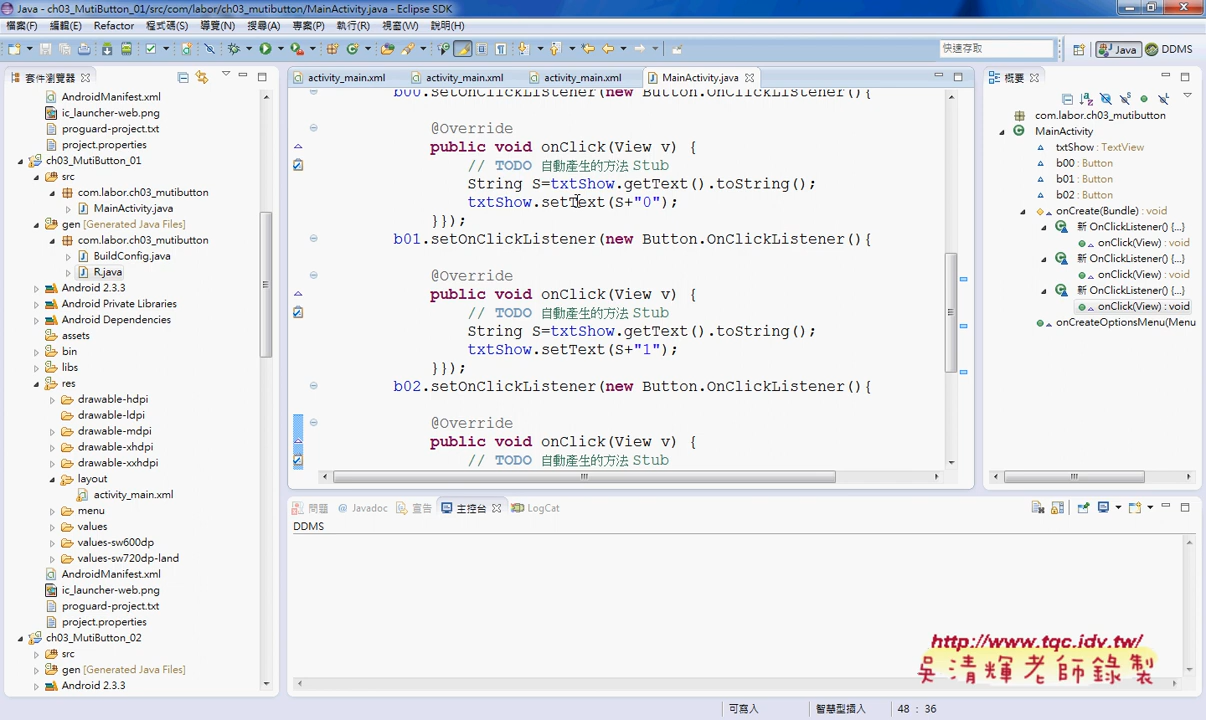 Java - ch03_MutiButton_01/src/com/labor/ch03_mutibutton/MainActivity.java - Eclipse SDK
檔案(F) 編輯(E) Refactor 程式碼(S) 導覽(N) 搜尋(A) 專案(P) 執行(R) 視窗(W) 說明(H)
快速存取 Java DDMS
套件瀏覽器
AndroidManifest.xml
ic_launcher-web.png
proguard-project.txt
project.properties
ch03_MutiButton_01
src
com.labor.ch03_mutibutton
MainActivity.java
gen [Generated Java Files]
com.labor.ch03_mutibutton
BuildConfig.java
R.java
Android 2.3.3
Android Private Libraries
Android Dependencies
assets
bin
libs
res
drawable-hdpi
drawable-ldpi
drawable-mdpi
drawable-xhdpi
drawable-xxhdpi
layout
activity_main.xml
menu
values
values-sw600dp
values-sw720dp-land
AndroidManifest.xml
ic_launcher-web.png
proguard-project.txt
project.properties
ch03_MutiButton_02
src
gen [Generated Java Files]
Android 2.3.3
activity_main.xml activity_main.xml activity_main.xml MainActivity.java
b00.setOnClickListener(new Button.OnClickListener(){
@Override
public void onClick(View v) {
// TODO 自動產生的方法 Stub
String S=txtShow.getText().toString();
txtShow.setText(S+"0");
}});
b01.setOnClickListener(new Button.OnClickListener(){
@Override
public void onClick(View v) {
// TODO 自動產生的方法 Stub
String S=txtShow.getText().toString();
txtShow.setText(S+"1");
}});
b02.setOnClickListener(new Button.OnClickListener(){
@Override
public void onClick(View v) {
// TODO 自動產生的方法 Stub
概要
com.labor.ch03_mutibutton
MainActivity
txtShow : TextView
b00 : Button
b01 : Button
b02 : Button
onCreate(Bundle) : void
新 OnClickListener() {...}
onClick(View) : void
新 OnClickListener() {...}
onClick(View) : void
新 OnClickListener() {...}
onClick(View) : void
onCreateOptionsMenu(Menu
問題 @ Javadoc 宣告 主控台 LogCat
DDMS
http://www.tqc.idv.tw/
吳清輝老師錄製
可寫入 智慧型插入 48 : 36